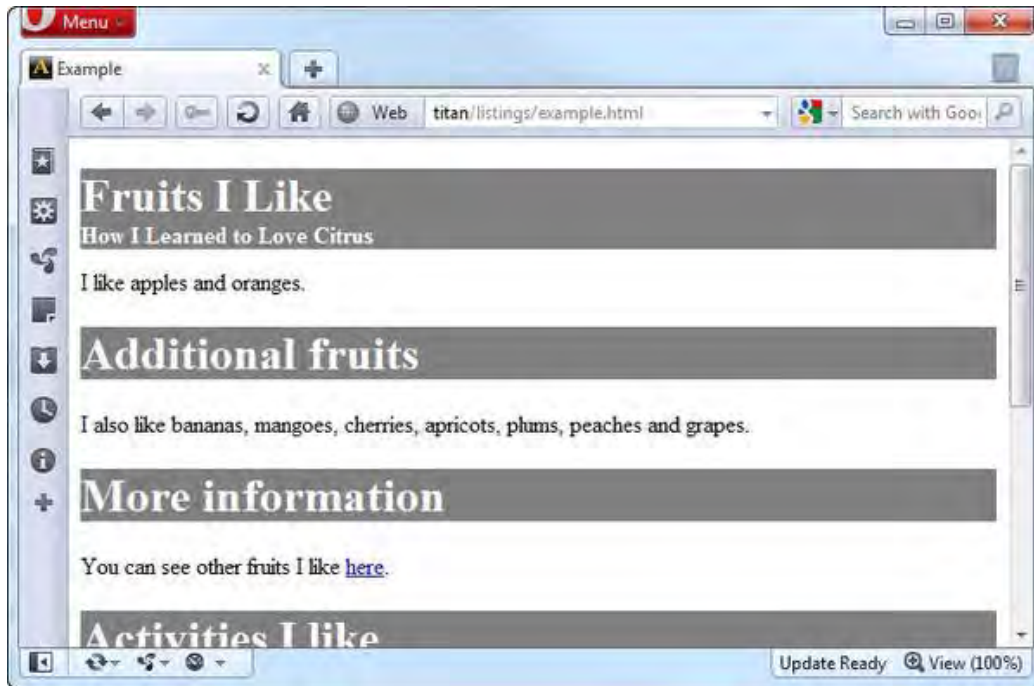 Menu
Example
Web titan/listings/example.html Search with Goo
Fruits I Like
How I Learned to Love Citrus
I like apples and oranges.
Additional fruits
I also like bananas, mangoes, cherries, apricots, plums, peaches and grapes.
More information
You can see other fruits I like here.
Activities I like
Update Ready View (100%)